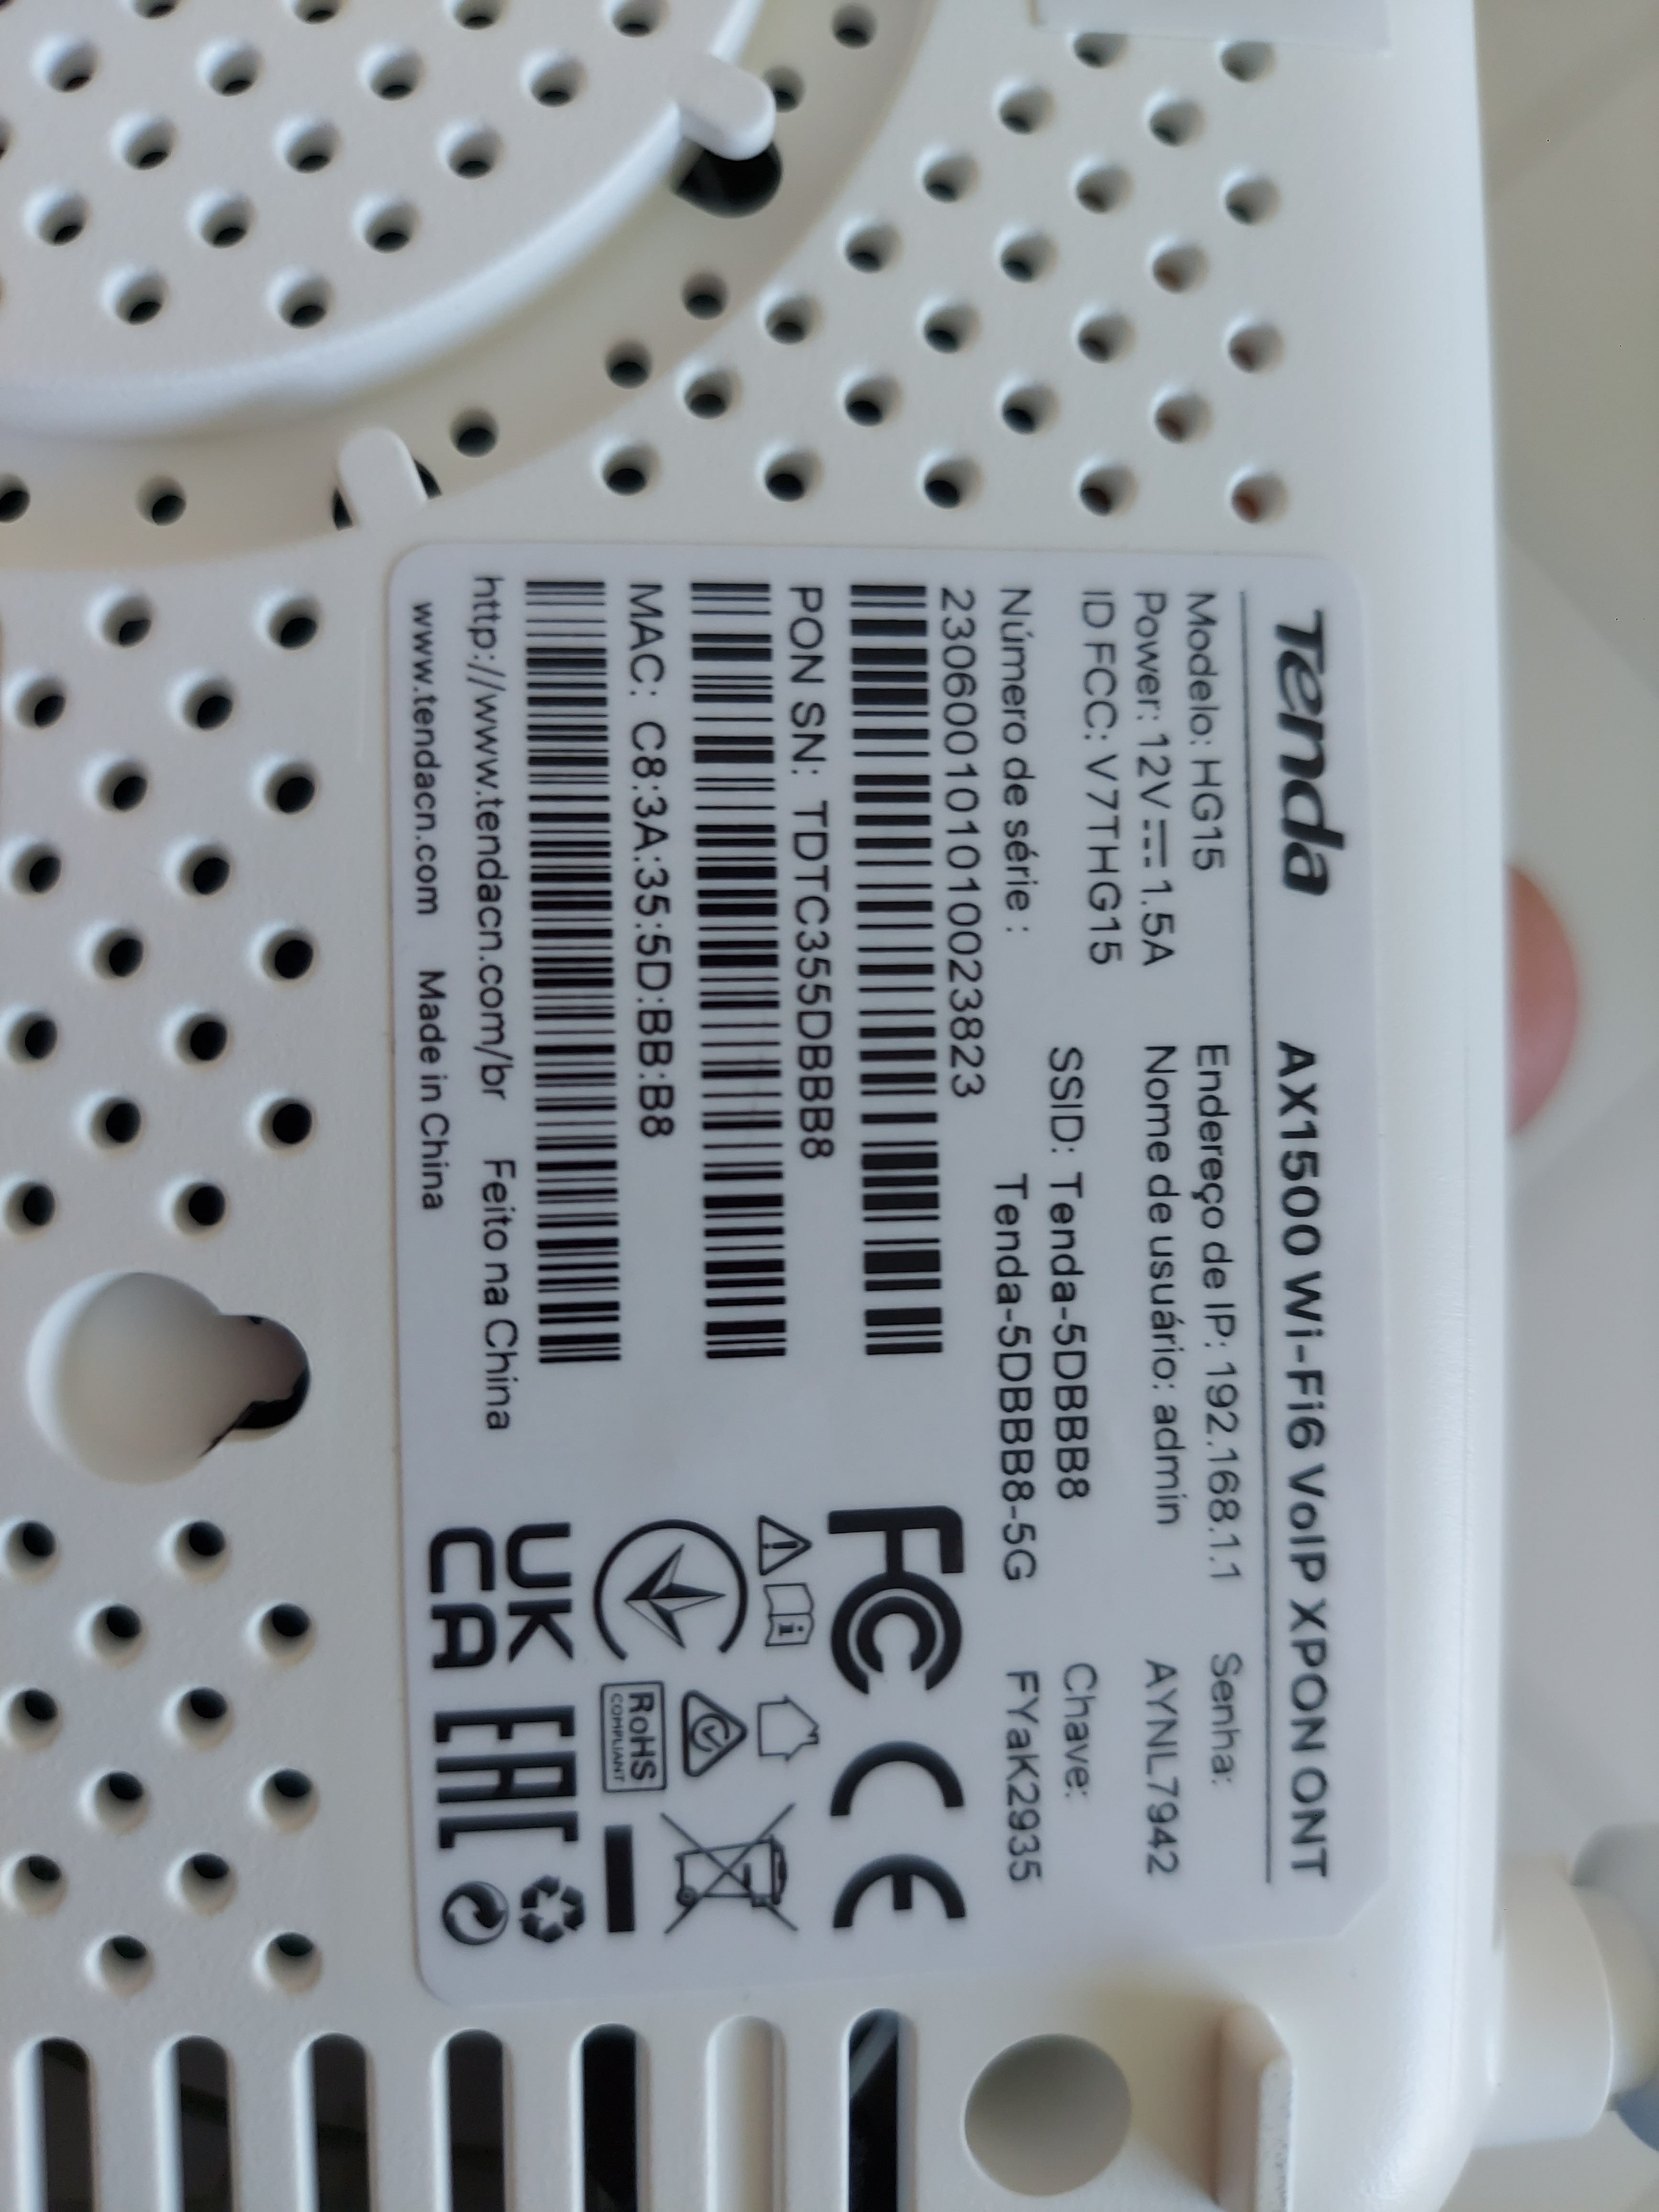 Tenda AX1500 Wi-Fi6 VoIP XPON ONT
Modelo: HG15
Power: 12V 1.5A
ID FCC: V7THG15
Endereço de IP: 192.168.1.1
Nome de usuário: admin
SSID: Tenda-5DBBB8
Tenda-5DBBB8-5G
Senha:
AYNL7942
Chave:
FYaK2935
Número de série :
23060010101002​3823
PON SN: TDTC355DBBB8
MAC: C8:3A:35:5D:BB:B8
http://www.tendacn.com/br Feito na China
www.tendacn.com Made in China
FC CE
RoHS
COMPLIANT
UK
CA
EAC